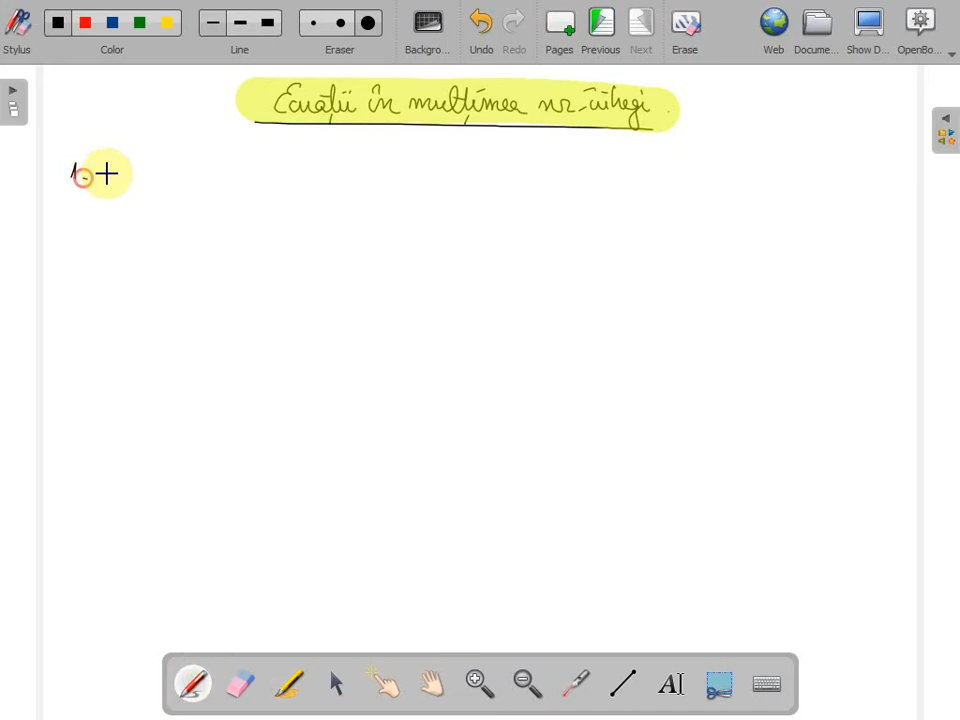 Stylus Color Line Eraser Backgro... Undo Redo Pages Previous Next Erase Web Docume... Show D... OpenBo...
Ecuații în mulțimea nr. întregi.
1.